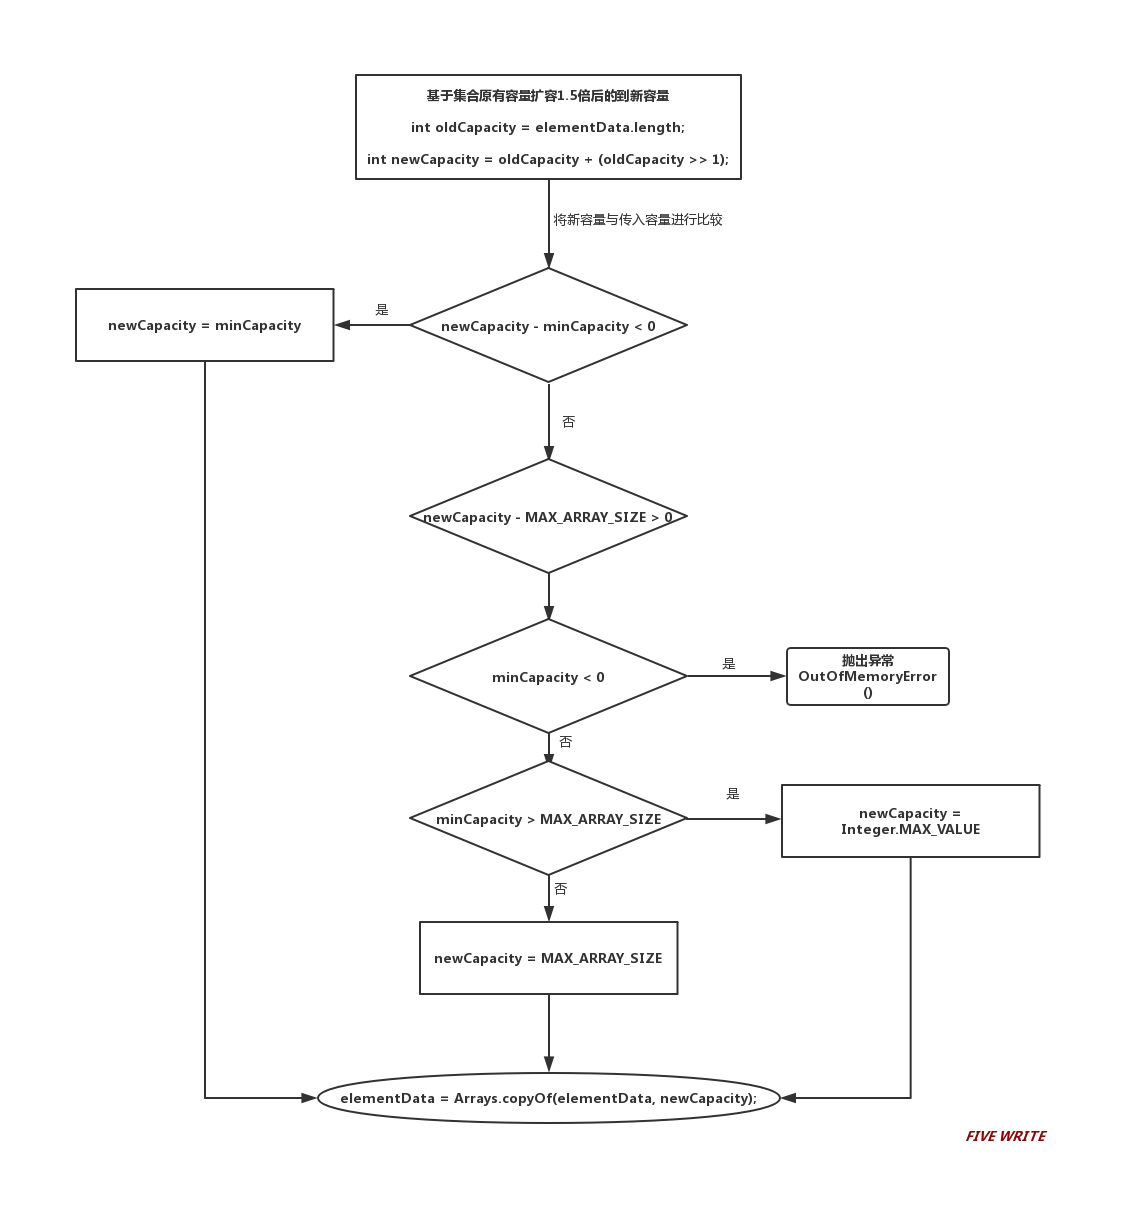 基于集合原有容量扩容1.5倍后的到新容量
int oldCapacity = elementData.length;
int newCapacity = oldCapacity + (oldCapacity >> 1);
将新容量与传入容量进行比较
是
newCapacity = minCapacity
newCapacity - minCapacity < 0
否
newCapacity - MAX_ARRAY_SIZE > 0
minCapacity < 0
是
抛出异常
OutOfMemoryError
()
否
minCapacity > MAX_ARRAY_SIZE
是
newCapacity =
Integer.MAX_VALUE
否
newCapacity = MAX_ARRAY_SIZE
elementData = Arrays.copyOf(elementData, newCapacity);
FIVE WRITE